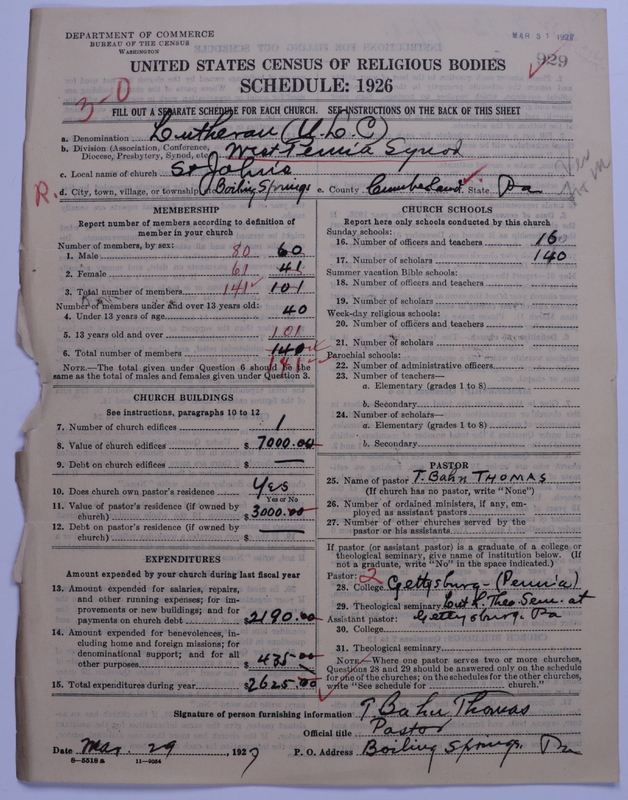 DEPARTMENT OF COMMERCE
BUREAU OF THE CENSUS
WASHINGTON
MAR 31 192
929
UNITED STATES CENSUS OF RELIGIOUS BODIES
SCHEDULE: 1926
3-0
FILL OUT A SEPARATE SCHEDULE FOR EACH CHURCH. SEE INSTRUCTIONS ON THE BACK OF THIS SHEET
a. Denomination Lutheran (U.L.C)
b. Division (Association, Conference, Diocese, Presbytery, Synod, etc.) West Penn'a Synod
c. Local name of church St John's
R. d. City, town, village, or township Boiling Springs e. County Cumberland State Pa
MEMBERSHIP
Report number of members according to definition of
member in your church
Number of members, by sex:
1. Male 80 60
2. Female 61 41
3. Total number of members 141 101
Number of members under and over 13 years old:
4. Under 13 years of age 40
5. 13 years old and over 101
6. Total number of members 140
141
NOTE.—The total given under Question 6 should be the
same as the total of males and females given under Question 3.
CHURCH BUILDINGS
See instructions, paragraphs 10 to 12
7. Number of church edifices 1
8. Value of church edifices $ 7000.00
9. Debt on church edifices $ —
10. Does church own pastor's residence Yes
Yes or No
11. Value of pastor's residence (if owned by
church) $ 3000.00
12. Debt on pastor's residence (if owned by
church) $ —
EXPENDITURES
Amount expended by your church during last fiscal year
13. Amount expended for salaries, repairs,
and other running expenses; for im-
provements or new buildings; and for
payments on church debt $ 2190.00
14. Amount expended for benevolences, in-
cluding home and foreign missions; for
denominational support; and for all
other purposes $ 435.00
15. Total expenditures during year $ 2625.00
CHURCH SCHOOLS
Report here only schools conducted by this church
Sunday schools:
16. Number of officers and teachers 16
17. Number of scholars 140
Summer vacation Bible schools:
18. Number of officers and teachers
19. Number of scholars
Week-day religious schools:
20. Number of officers and teachers
21. Number of scholars
Parochial schools:
22. Number of administrative officers
23. Number of teachers—
a. Elementary (grades 1 to 8)
b. Secondary
24. Number of scholars—
a. Elementary (grades 1 to 8)
b. Secondary
PASTOR
25. Name of pastor T. Bahn THOMAS
(If church has no pastor, write "None")
26. Number of ordained ministers, if any, em-
ployed as assistant pastors
27. Number of other churches served by the
pastor or his assistants
If pastor (or assistant pastor) is a graduate of a college or
theological seminary, give name of institution below. (If
not a graduate, write "No" in the space indicated.)
Pastor: 2
28. College Gettysburg - (Penn'a)
29. Theological seminary Luth. Theo. Sem. at
Assistant pastor: Gettysburg, Pa
30. College
31. Theological seminary
NOTE.—Where one pastor serves two or more churches,
Questions 28 and 29 should be answered only on the schedule
for one of the churches; on the schedules for the other churches,
write "See schedule for church."
Signature of person furnishing information T Bahn Thomas
Official title Pastor
Date Mar. 29, 1927
P. O. Address Boiling Springs, Pa
8—5518 a 11—9064